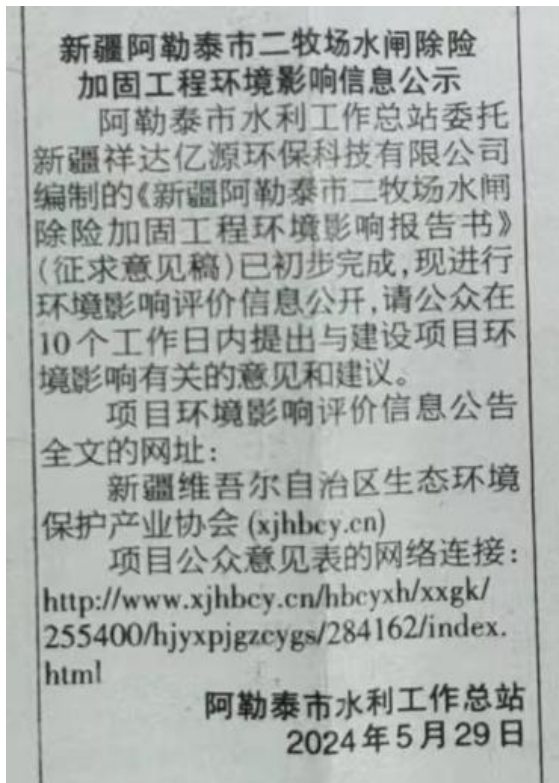 新疆阿勒泰市二牧场水闸除险
加固工程环境影响信息公示
阿勒泰市水利工作总站委托
新疆祥达亿源环保科技有限公司
编制的《新疆阿勒泰市二牧场水闸
除险加固工程环境影响报告书》
(征求意见稿)已初步完成,现进行
环境影响评价信息公开,请公众在
10个工作日内提出与建设项目环
境影响有关的意见和建议。
项目环境影响评价信息公告
全文的网址:
新疆维吾尔自治区生态环境
保护产业协会(xjhbcy.cn)
项目公众意见表的网络连接:
http://www.xjhbcy.cn/hbcyxh/xxgk/
255400/hjyxpjgzcygs/284162/index.
html
阿勒泰市水利工作总站
2024年5月29日